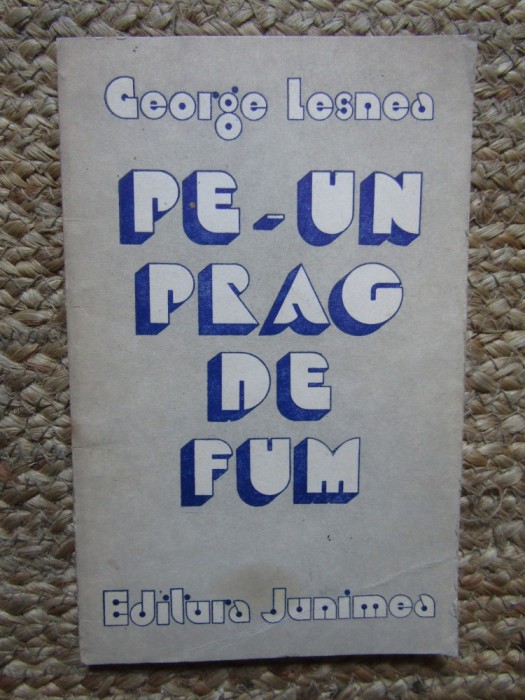 George Lesnea
PE-UN
PRAG
DE
FUM
Editura Junimea